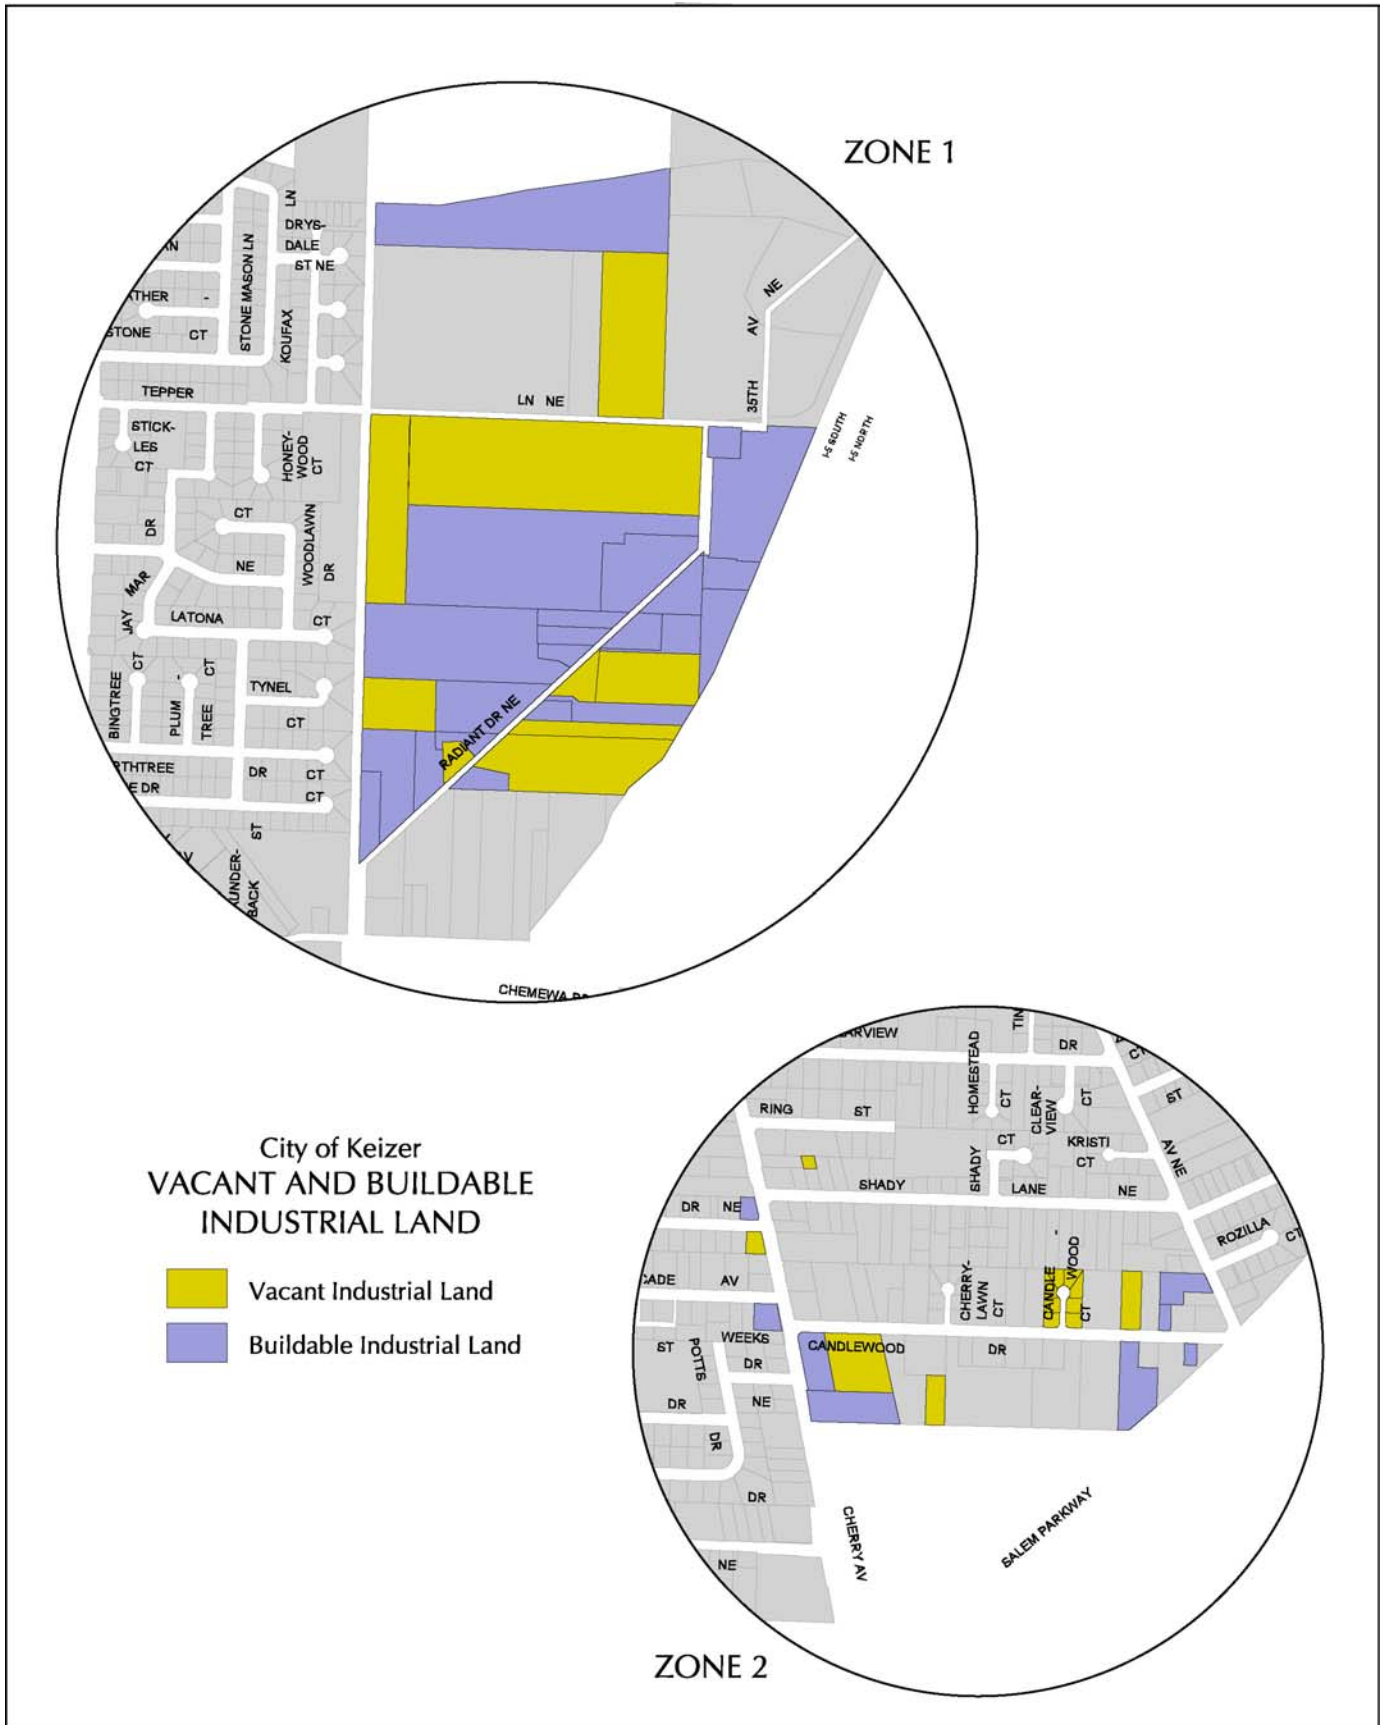 ZONE 1
LN
DRYS-
DALE
ST NE
STONE MASON LN
KOUFAX
STONE
CT
TEPPER
LN NE
35TH
AV
NE
I-5 SOUTH
I-5 NORTH
STICK-
LES
CT
HONEY-
WOOD
CT
DR
CT
NE
WOODLAWN
DR
JAY
MAR
LATONA
CT
BINGTREE
CT
PLUM
-
TREE
CT
TYNEL
CT
RADIANT DR NE
DR
CT
E DR
CT
ST
BACK
CHEMEWA
HOMESTEAD
CT
DR
CT
RING
ST
CLEAR-
VIEW
CT
ST
SHADY
CT
KRISTI
CT
AV NE
SHADY
LANE
NE
DR
NE
ROZILLA
CT
AV
CHERRY-
LAWN
CT
CANDLE
-
WOOD
CT
ST
POTTS
DR
WEEKS
DR
NE
CANDLEWOOD
DR
DR
DR
NE
CHERRY AV
SALEM PARKWAY
City of Keizer
VACANT AND BUILDABLE
INDUSTRIAL LAND
Vacant Industrial Land
Buildable Industrial Land
ZONE 2